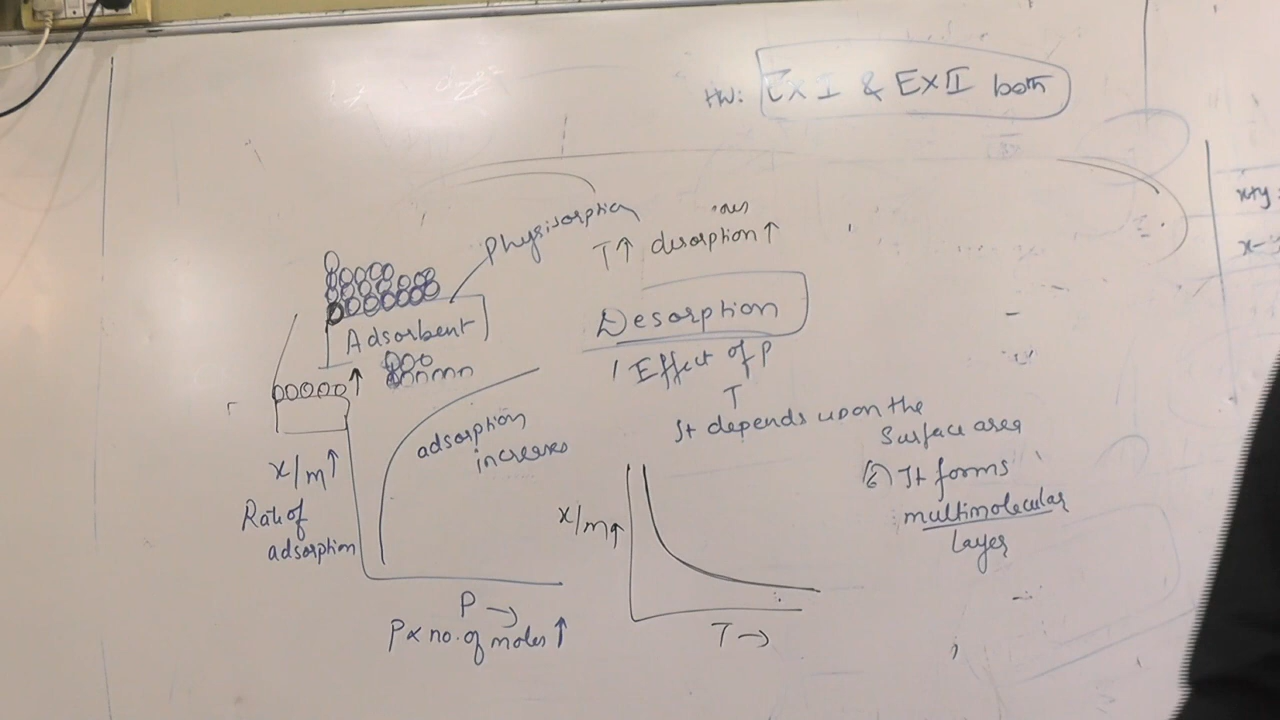 HW: Ex I & Ex II both
Physisorption
T↑ desorption↑
Adsorbent
Desorption
Effect of P
T
It depends upon the
Surface area
It forms
multimolecular
layer
adsorption
increases
x/m↑
Rate of
adsorption
P →
P ∝ no. of moles ↑
x/m↑
T →
x+y
x-